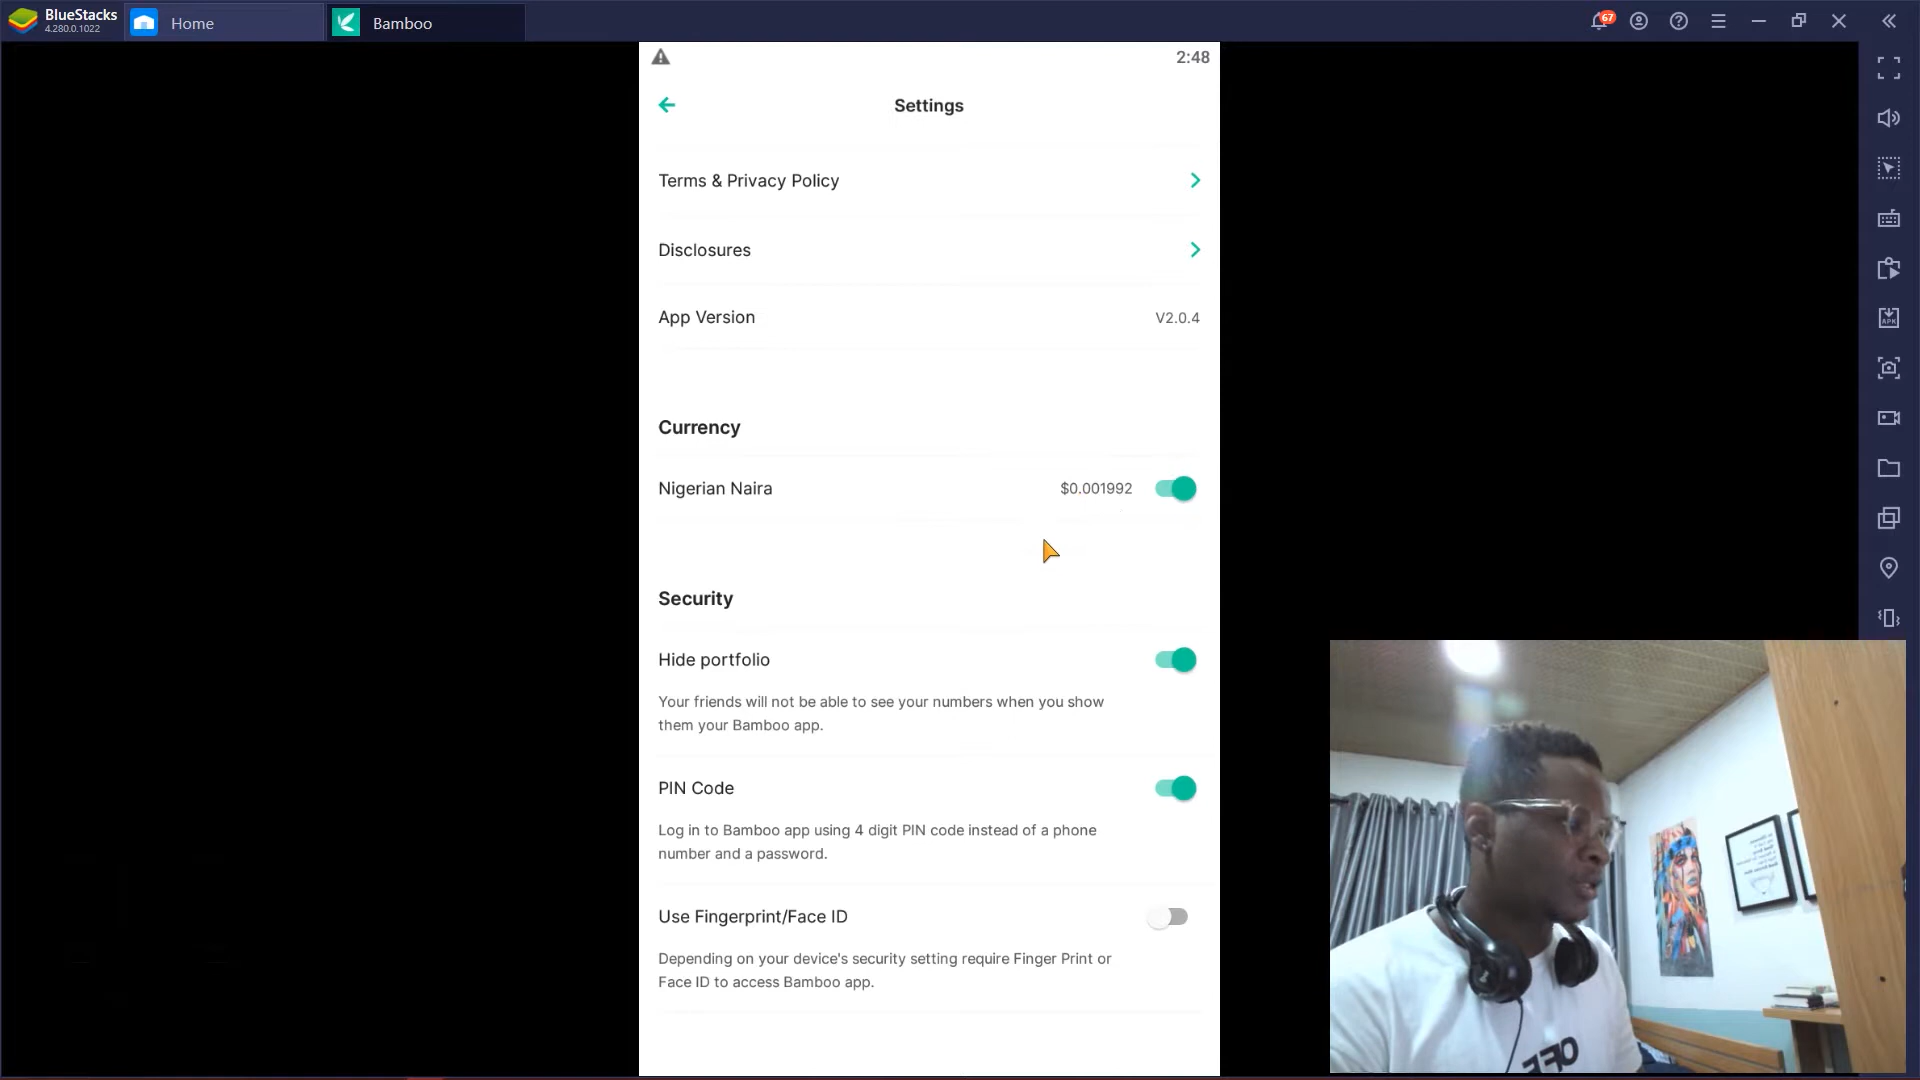 BlueStacks
4.280.0.1022
Home
Bamboo
67
2:48
Settings
Terms & Privacy Policy
Disclosures
App Version
V2.0.4
Currency
Nigerian Naira
$0.001992
Security
Hide portfolio
Your friends will not be able to see your numbers when you show
them your Bamboo app.
PIN Code
Log in to Bamboo app using 4 digit PIN code instead of a phone
number and a password.
Use Fingerprint/Face ID
Depending on your device's security setting require Finger Print or
Face ID to access Bamboo app.
APK
OFF